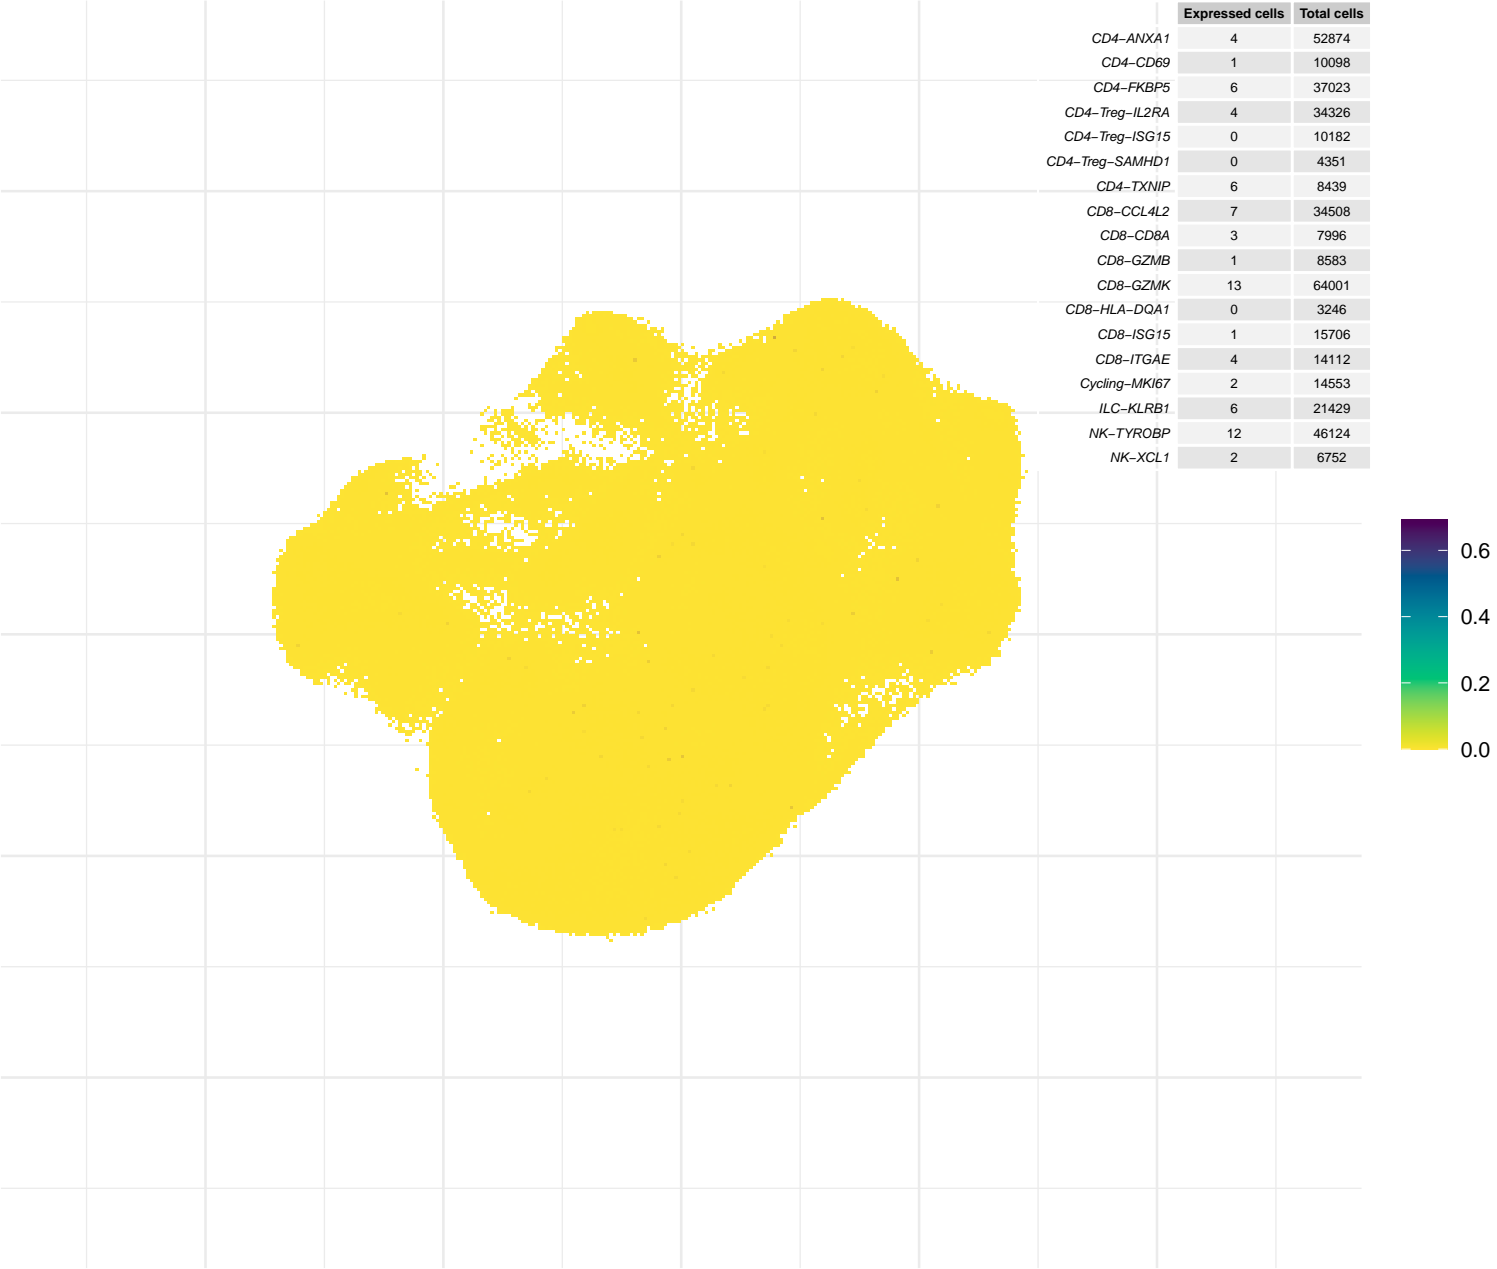 Expressed cells Total cells
CD4−ANXA1 4 52874
CD4−CD69 1 10098
CD4−FKBP5 6 37023
CD4−Treg−IL2RA 4 34326
CD4−Treg−ISG15 0 10182
CD4−Treg−SAMHD1 0 4351
CD4−TXNIP 6 8439
CD8−CCL4L2 7 34508
CD8−CD8A 3 7996
CD8−GZMB 1 8583
CD8−GZMK 13 64001
CD8−HLA−DQA1 0 3246
CD8−ISG15 1 15706
CD8−ITGAE 4 14112
Cycling−MKI67 2 14553
ILC−KLRB1 6 21429
NK−TYROBP 12 46124
NK−XCL1 2 6752
0.6
0.4
0.2
0.0